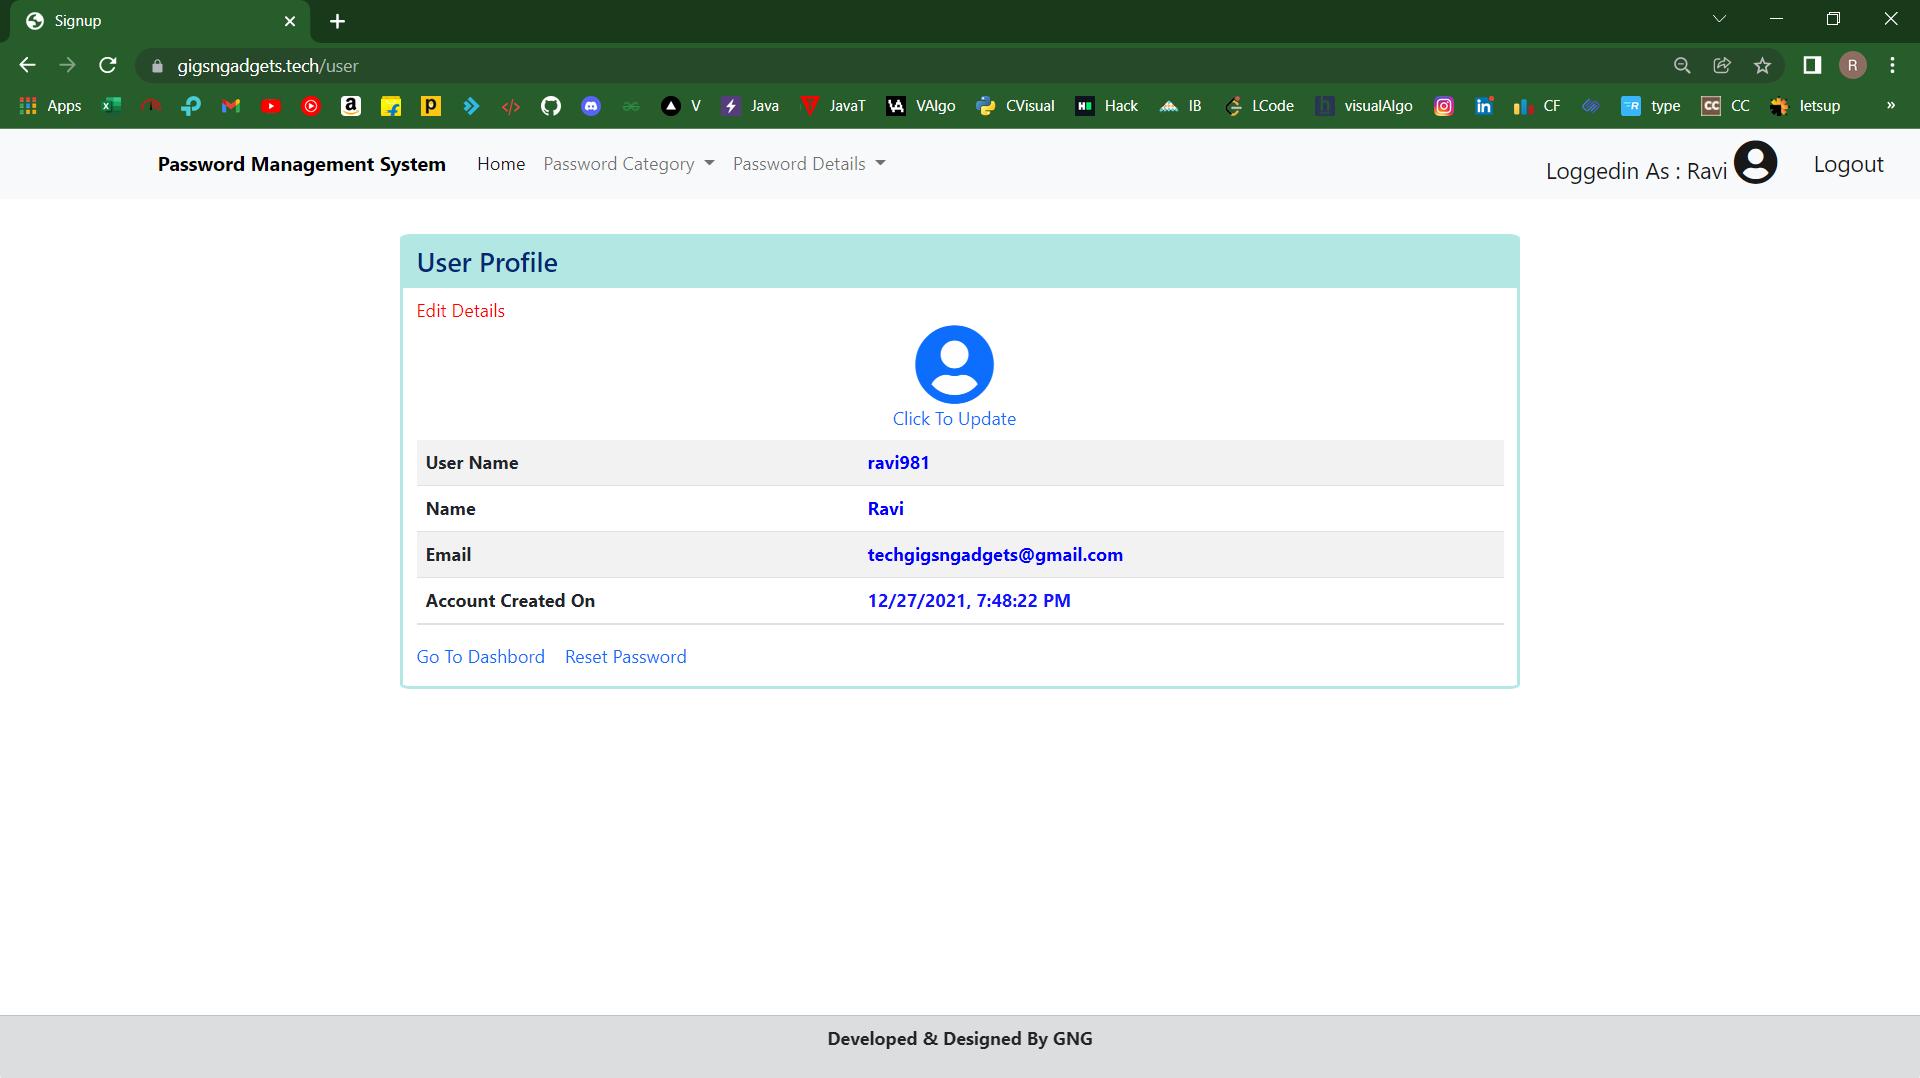 Signup
gigsngadgets.tech/user
R
Apps V Java JavaT VAlgo CVisual Hack IB LCode visualAlgo CF type CC letsup »
Password Management System Home Password Category Password Details Loggedin As : Ravi Logout
User Profile
Edit Details
Click To Update
User Name ravi981
Name Ravi
Email techgigsngadgets@gmail.com
Account Created On 12/27/2021, 7:48:22 PM
Go To Dashbord Reset Password
Developed & Designed By GNG